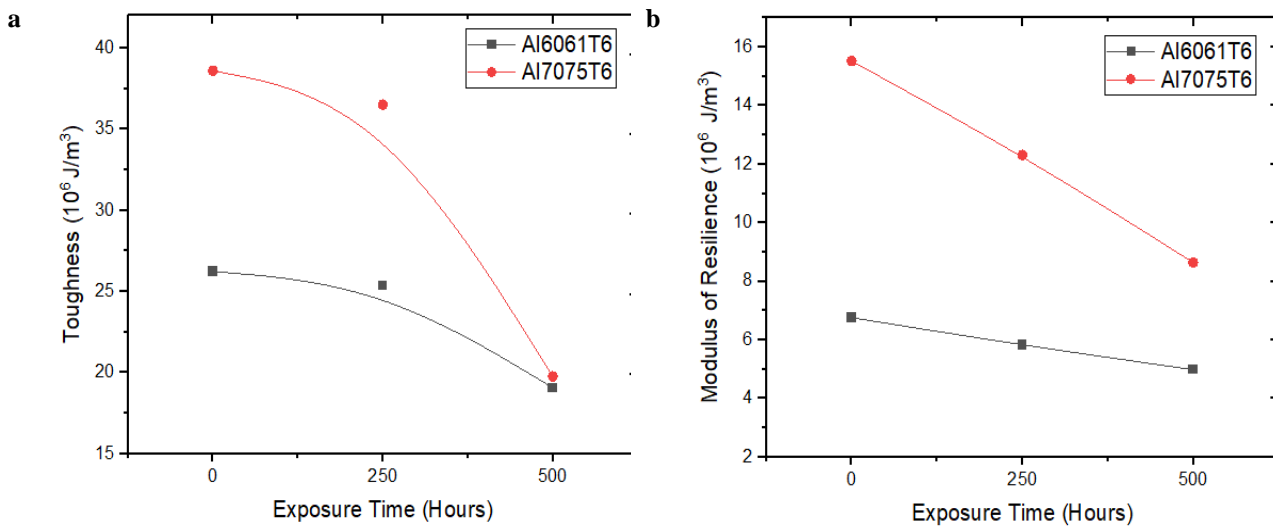 a
Al6061T6
Al7075T6
40
35
30
25
20
15
0
250
500
Toughness (10⁶ J/m³)
Exposure Time (Hours)
b
Al6061T6
Al7075T6
16
14
12
10
8
6
4
2
0
250
500
Modulus of Resilience (10⁶ J/m³)
Exposure Time (Hours)